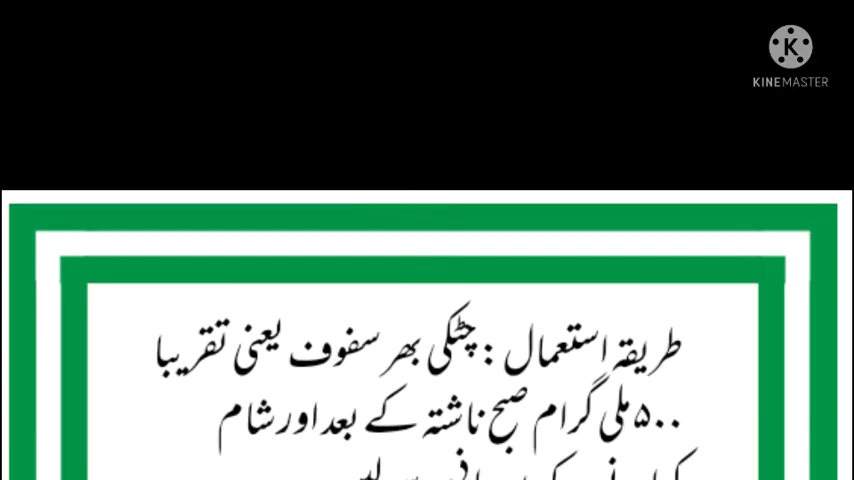 KINEMASTER
طریقہ استعمال : چٹکی بھر سفوف یعنی تقریبا
۵۰۰ ملی گرام صبح ناشتہ کے بعد اور شام